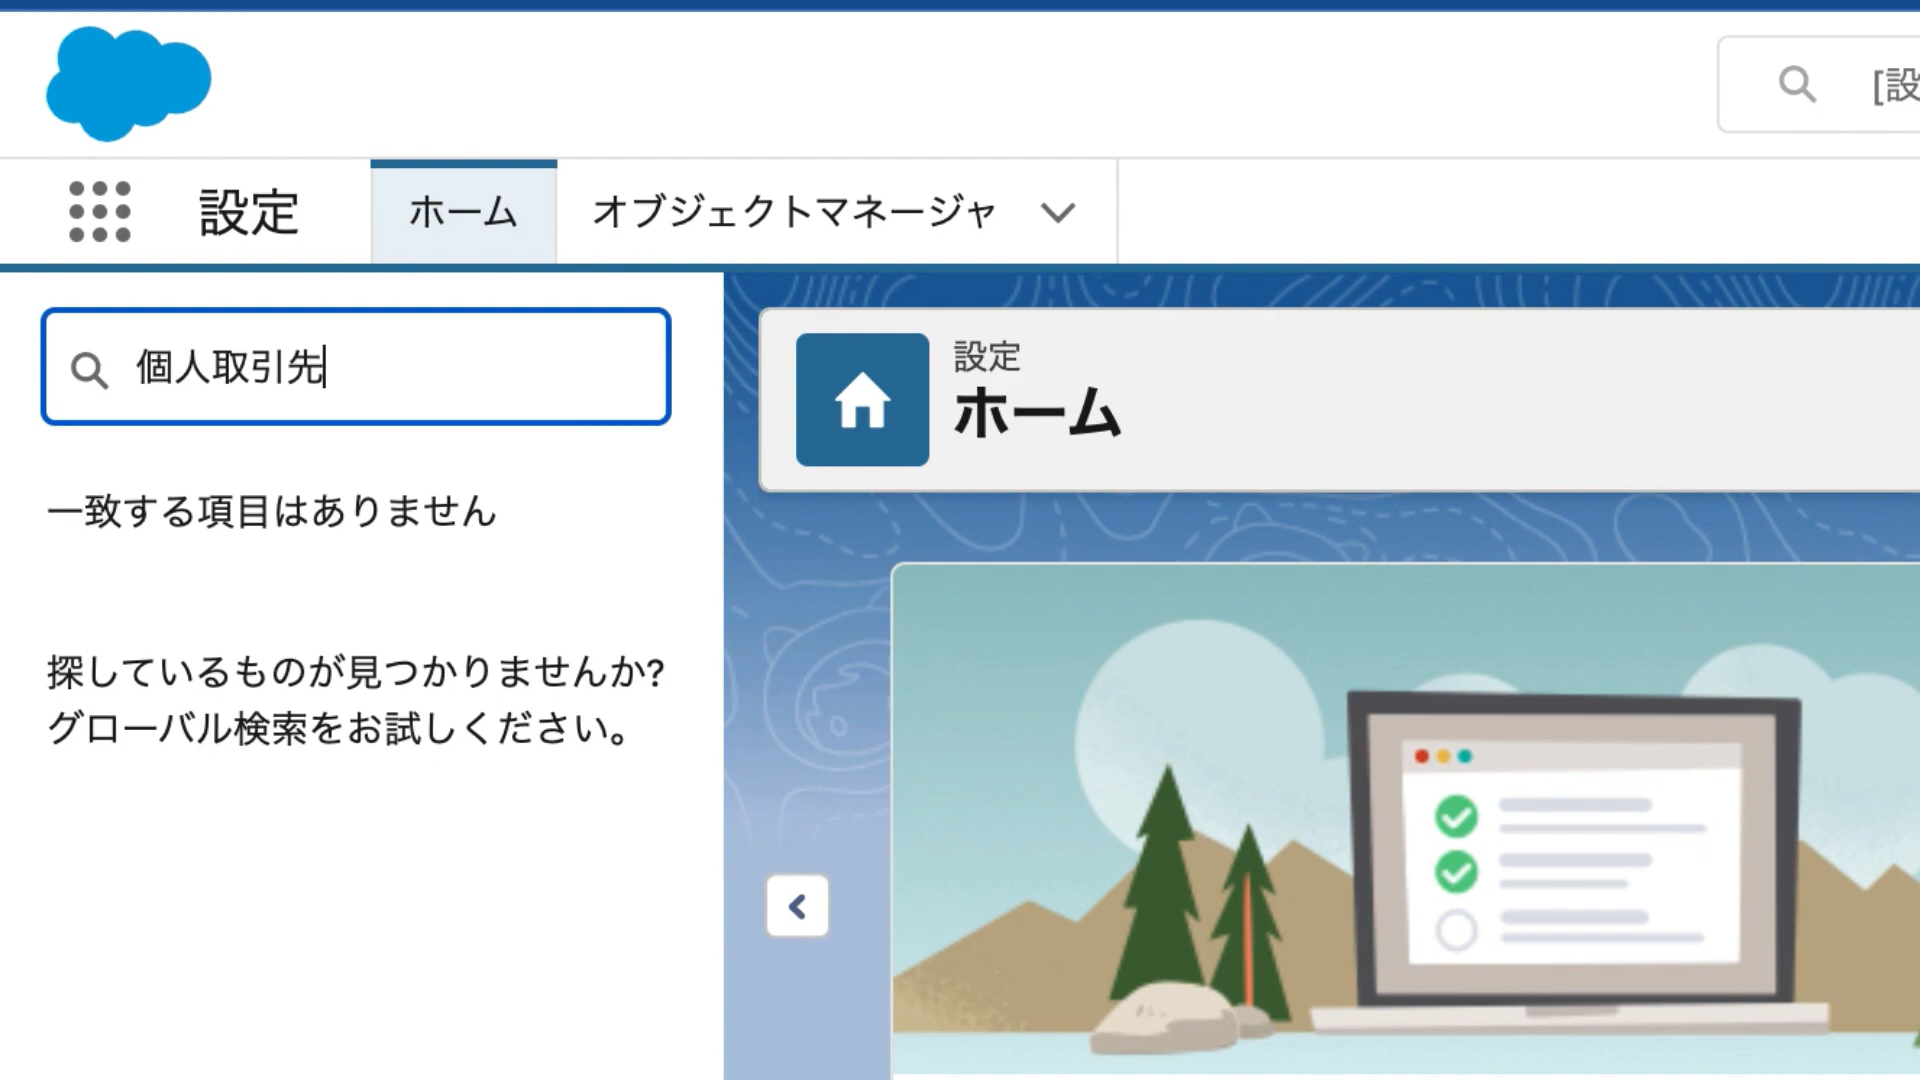 [設
設定
ホーム
オブジェクトマネージャ
個人取引先
設定
ホーム
一致する項目はありません
探しているものが見つかりませんか?
グローバル検索をお試しください。